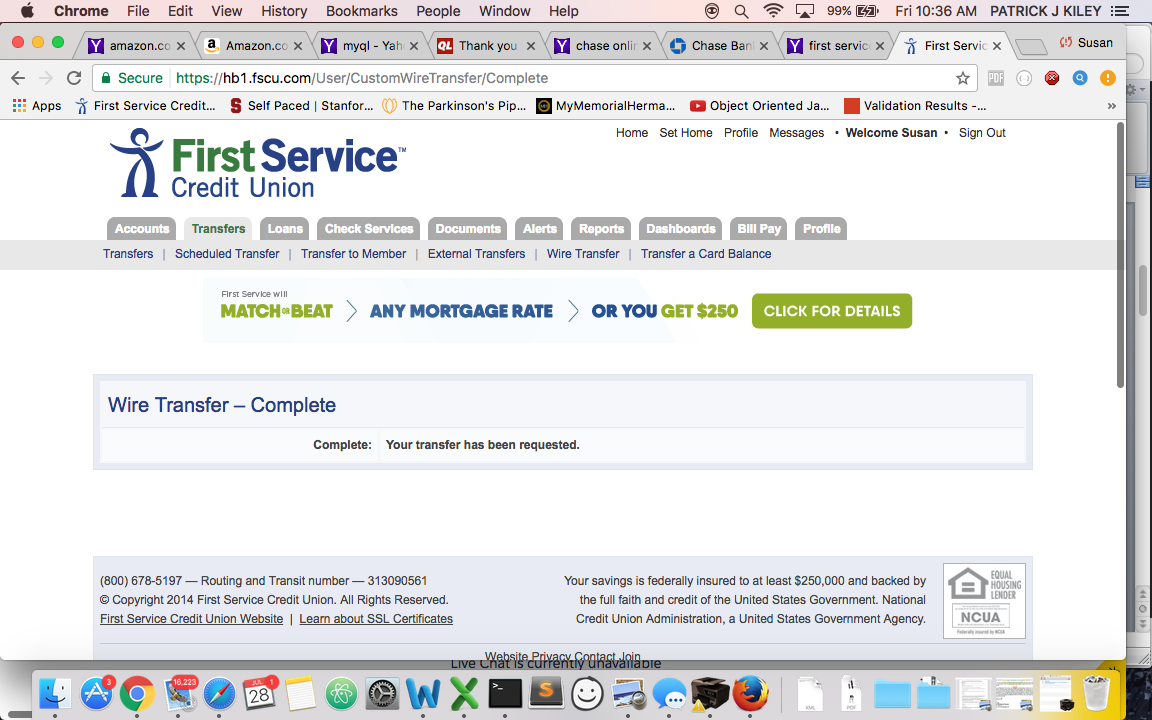 Chrome File Edit View History Bookmarks People Window Help 99% Fri 10:36 AM PATRICK J KILEY
amazon.co Amazon.co myql - Yah QL Thank you chase onlin Chase Ban first servic First Servic Susan
Secure https://hb1.fscu.com/User/CustomWireTransfer/Complete PDF
Apps First Service Credit... Self Paced | Stanfor... The Parkinson's Pip... MyMemorialHerma... Object Oriented Ja... Validation Results -... »
Home Set Home Profile Messages • Welcome Susan • Sign Out
First Service™
Credit Union
Accounts Transfers Loans Check Services Documents Alerts Reports Dashboards Bill Pay Profile
Transfers | Scheduled Transfer | Transfer to Member | External Transfers | Wire Transfer | Transfer a Card Balance
First Service will
MATCH OR BEAT ANY MORTGAGE RATE OR YOU GET $250 CLICK FOR DETAILS
Wire Transfer – Complete
Complete: Your transfer has been requested.
(800) 678-5197 — Routing and Transit number — 313090561
© Copyright 2014 First Service Credit Union. All Rights Reserved.
First Service Credit Union Website | Learn about SSL Certificates
Your savings is federally insured to at least $250,000 and backed by
the full faith and credit of the United States Government. National
Credit Union Administration, a United States Government Agency.
EQUAL
HOUSING
LENDER
NCUA
Federally insured by NCUA
Website Privacy Contact Join
Live Chat is currently unavailable
3 16,223 JUL 28 1 XML PDF